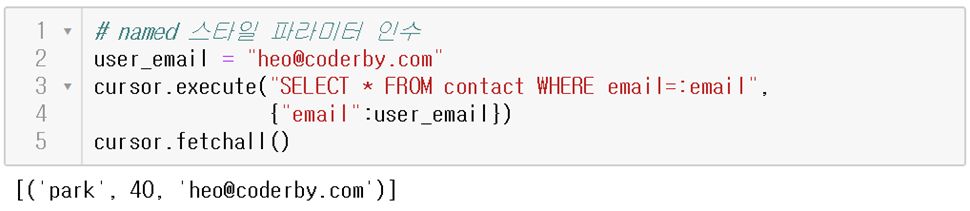 1 # named 스타일 파라미터 인수
2 user_email = "heo@coderby.com"
3 cursor.execute("SELECT * FROM contact WHERE email=:email",
4 {"email":user_email})
5 cursor.fetchall()
[('park', 40, 'heo@coderby.com')]